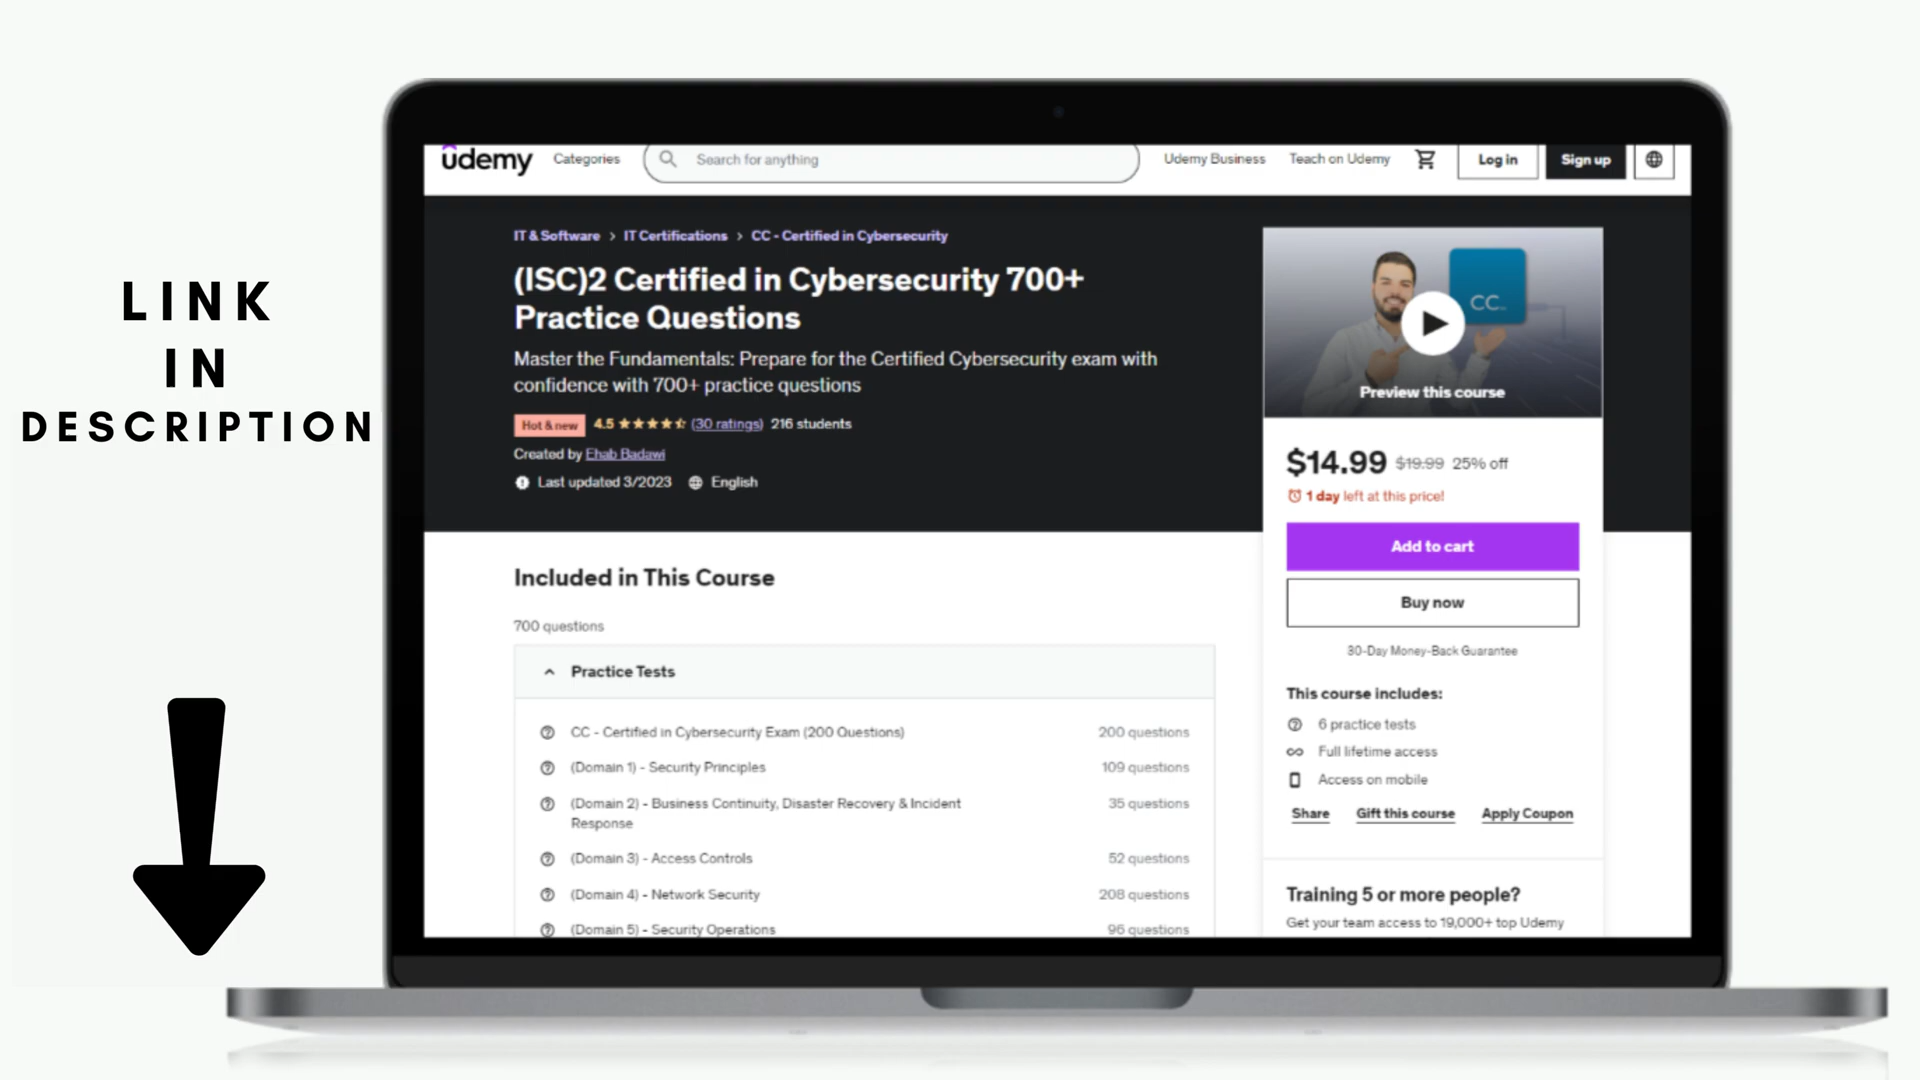 LINK
IN
DESCRIPTION
udemy
Categories
Search for anything
Udemy Business
Teach on Udemy
Log in
Sign up
IT & Software > IT Certifications > CC - Certified in Cybersecurity
(ISC)2 Certified in Cybersecurity 700+
Practice Questions
Master the Fundamentals: Prepare for the Certified Cybersecurity exam with
confidence with 700+ practice questions
Hot & new 4.5 (30 ratings) 216 students
Created by Ehab Badawi
Last updated 3/2023 English
CC
Preview this course
$14.99 $19.99 25% off
1 day left at this price!
Add to cart
Buy now
30-Day Money-Back Guarantee
This course includes:
6 practice tests
Full lifetime access
Access on mobile
Share Gift this course Apply Coupon
Training 5 or more people?
Get your team access to 19,000+ top Udemy
Included in This Course
700 questions
Practice Tests
CC - Certified in Cybersecurity Exam (200 Questions) 200 questions
(Domain 1) - Security Principles 109 questions
(Domain 2) - Business Continuity, Disaster Recovery & Incident 35 questions
Response
(Domain 3) - Access Controls 52 questions
(Domain 4) - Network Security 208 questions
(Domain 5) - Security Operations 96 questions